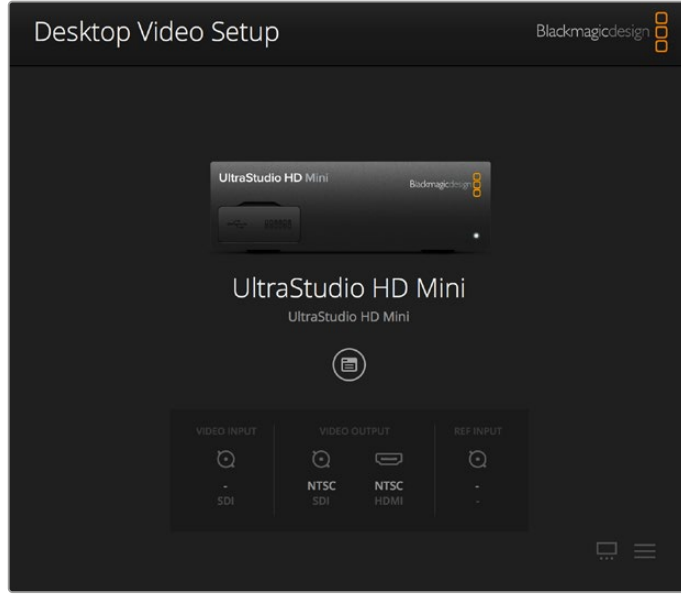 Desktop Video Setup
Blackmagicdesign
UltraStudio HD Mini
Blackmagicdesign
UltraStudio HD Mini
UltraStudio HD Mini
VIDEO INPUT VIDEO OUTPUT REF INPUT
- NTSC NTSC -
SDI SDI HDMI -